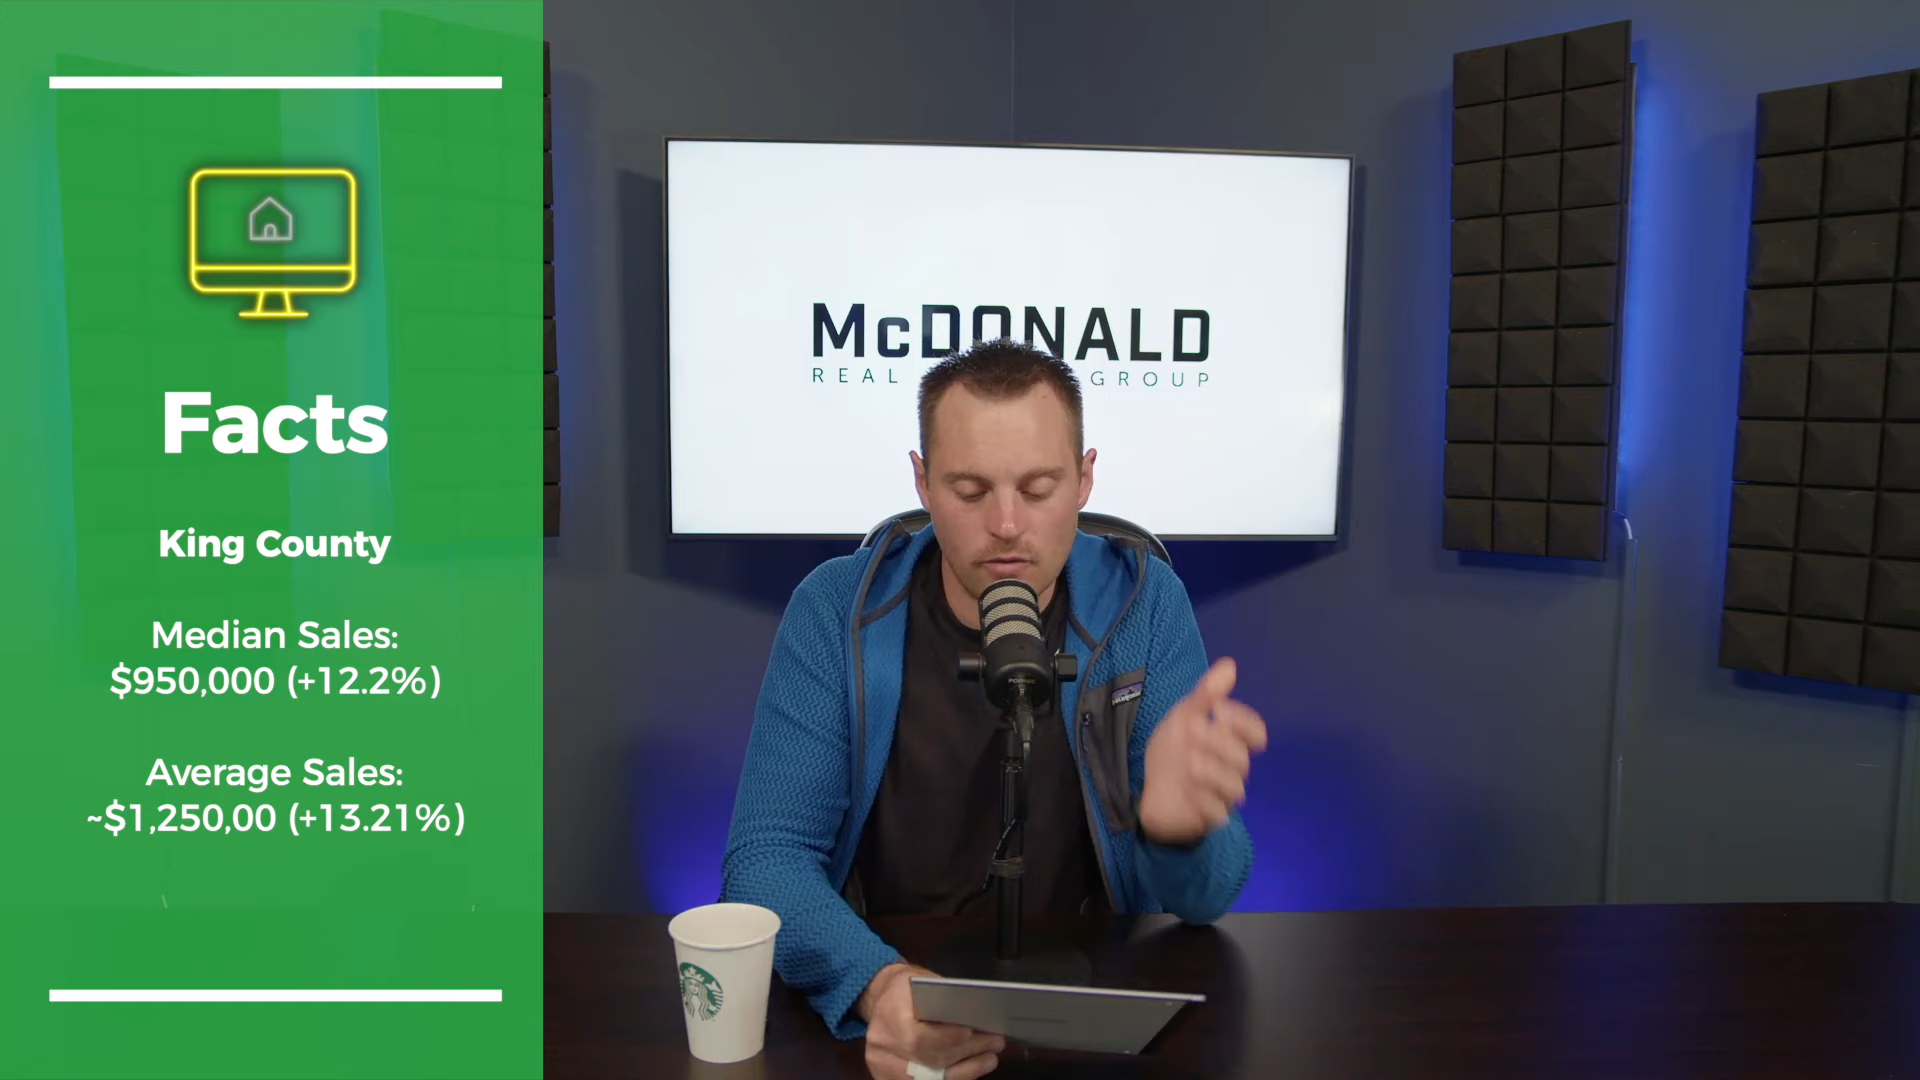 Facts
King County
Median Sales:
$950,000 (+12.2%)
Average Sales:
~$1,250,00 (+13.21%)
McDONALD
REAL GROUP
patagonia